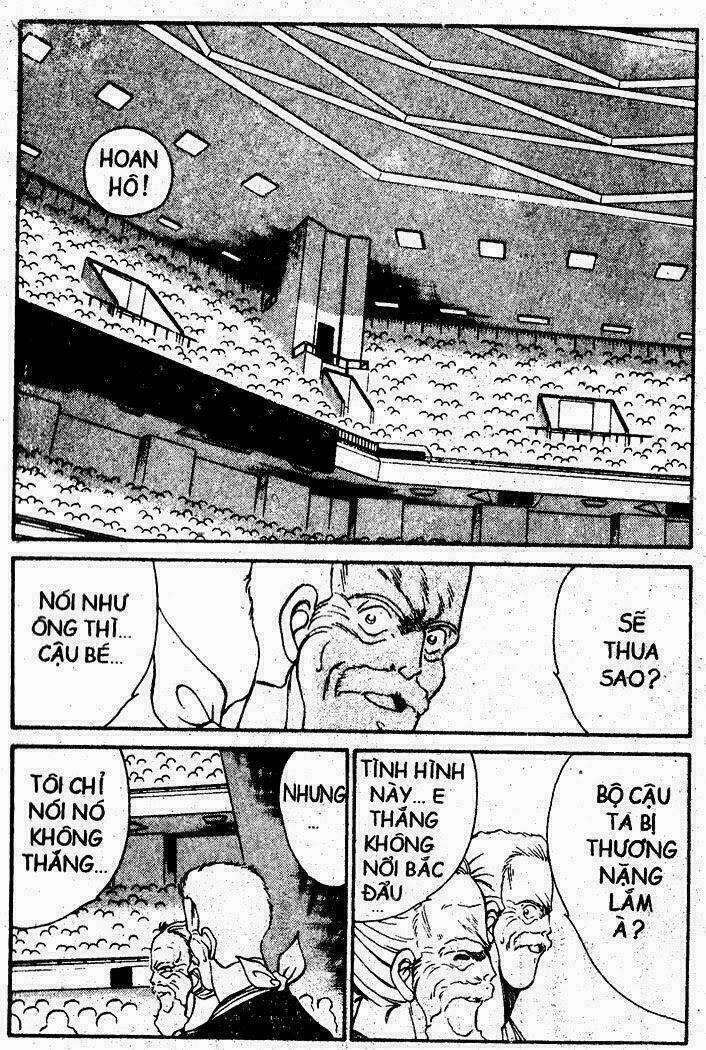 HOAN
HÔ!
NÓI NHƯ
ÔNG THÌ...
CẬU BÉ...
SẼ
THUA
SAO?
TÔI CHỈ
NÓI NÓ
KHÔNG
THẮNG...
NHƯNG
...
TÌNH HÌNH
NÀY... E
THẮNG
KHÔNG
NỔI BẮC
ĐẨU
...
BỘ CẬU
TA BỊ
THƯƠNG
NẶNG
LẮM
À?